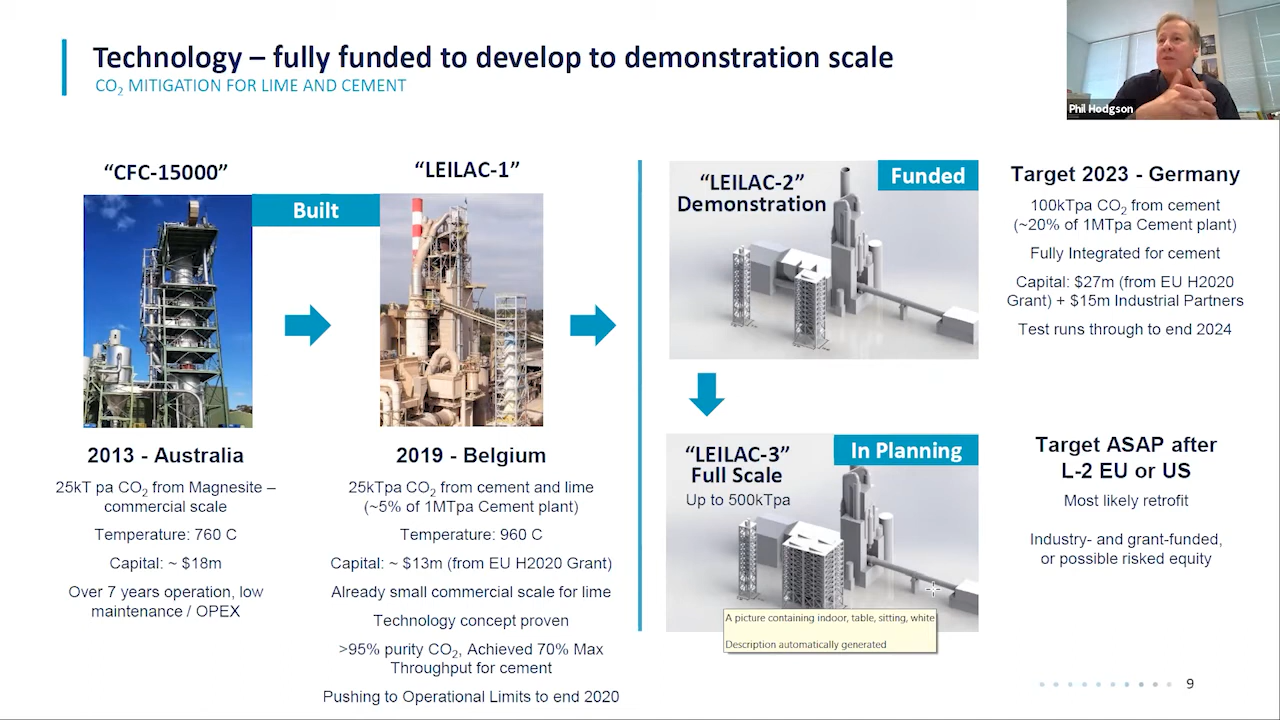 Technology – fully funded to develop to demonstration scale
CO₂ MITIGATION FOR LIME AND CEMENT
Phil Hodgson
“CFC-15000”
Built
2013 - Australia
25kT pa CO₂ from Magnesite –
commercial scale
Temperature: 760 C
Capital: ~ $18m
Over 7 years operation, low
maintenance / OPEX
“LEILAC-1”
2019 - Belgium
25kTpa CO₂ from cement and lime
(~5% of 1MTpa Cement plant)
Temperature: 960 C
Capital: ~ $13m (from EU H2020 Grant)
Already small commercial scale for lime
Technology concept proven
>95% purity CO₂, Achieved 70% Max
Throughput for cement
Pushing to Operational Limits to end 2020
“LEILAC-2”
Demonstration
Funded
Target 2023 - Germany
100kTpa CO₂ from cement
(~20% of 1MTpa Cement plant)
Fully Integrated for cement
Capital: $27m (from EU H2020
Grant) + $15m Industrial Partners
Test runs through to end 2024
“LEILAC-3”
Full Scale
Up to 500kTpa
In Planning
A picture containing indoor, table, sitting, white
Description automatically generated
Target ASAP after
L-2 EU or US
Most likely retrofit
Industry- and grant-funded,
or possible risked equity
9